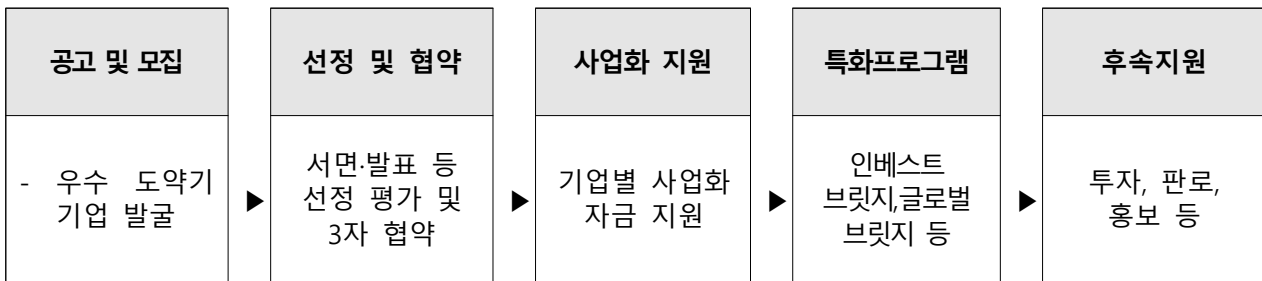 공고 및 모집
- 우수 도약기
기업 발굴
▶
선정 및 협약
서면·발표 등
선정 평가 및
3자 협약
▶
사업화 지원
기업별 사업화
자금 지원
▶
특화프로그램
인베스트
브릿지,글로벌
브릿지 등
▶
후속지원
투자, 판로,
홍보 등